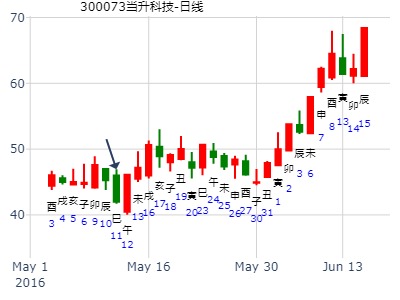 300073当升科技-日线
70
60
50
40
酉 戌 亥 子 卯 辰 巳 午 未 戌 亥 子 丑 寅 巳 午 未 申 酉 子 丑 寅 卯 辰 未 申 酉 寅 卯 辰
3 4 5 6 9 10 11 12 13 16 17 18 19 20 23 24 25 26 27 30 31 1 2 3 6 7 8 13 14 15
May 1 May 16 May 30 Jun 13
2016